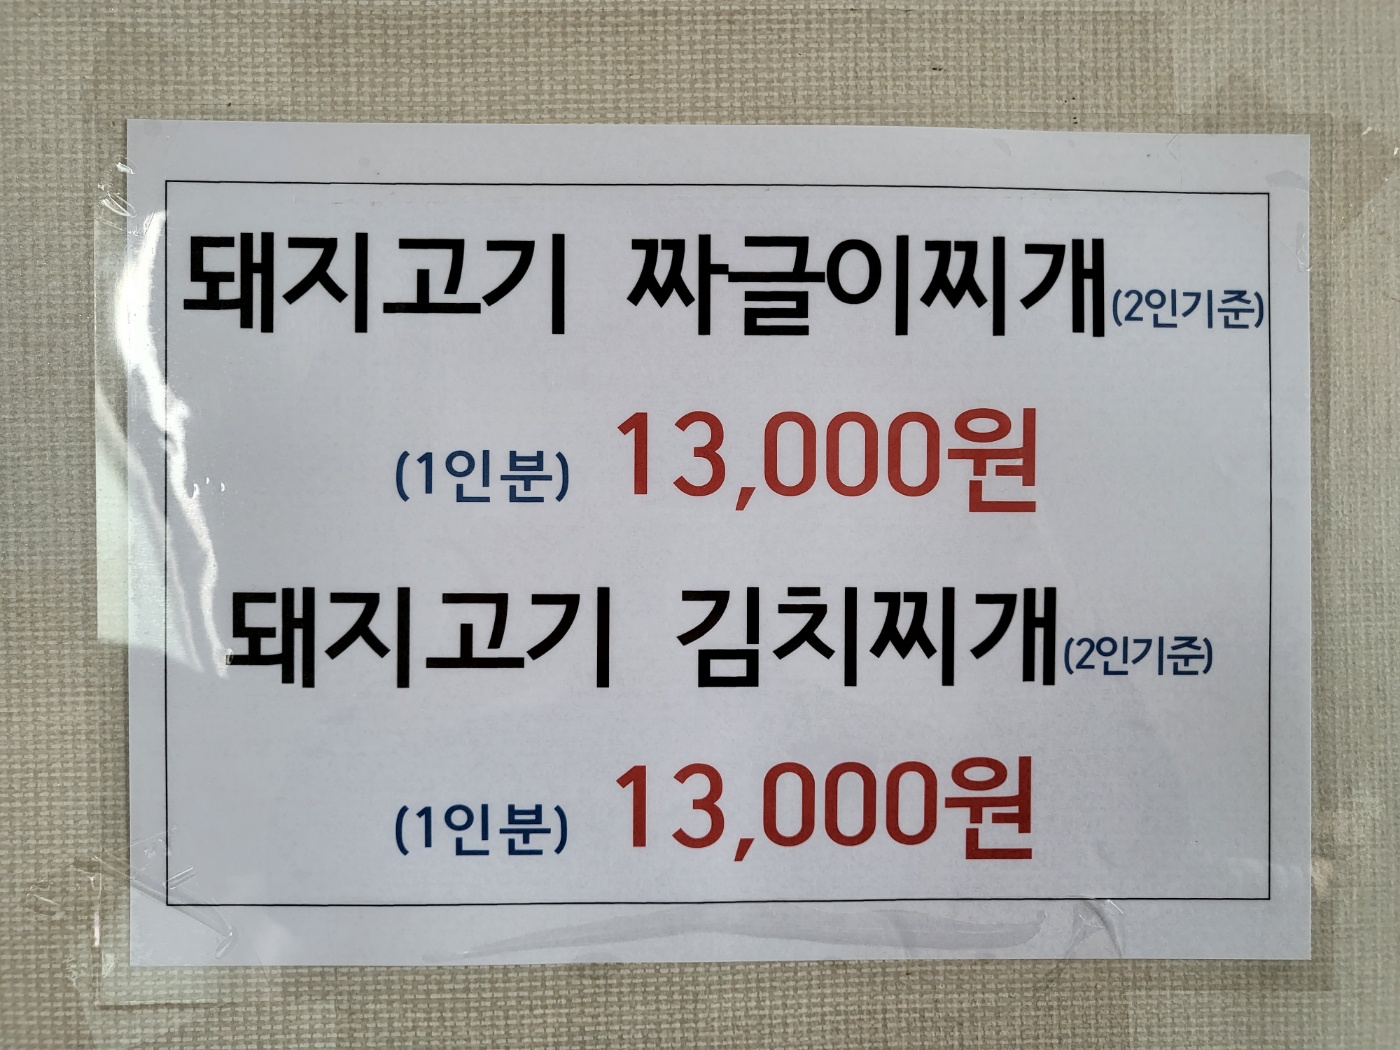 돼지고기 짜글이찌개(2인기준)
(1인분) 13,000원
돼지고기 김치찌개(2인기준)
(1인분) 13,000원